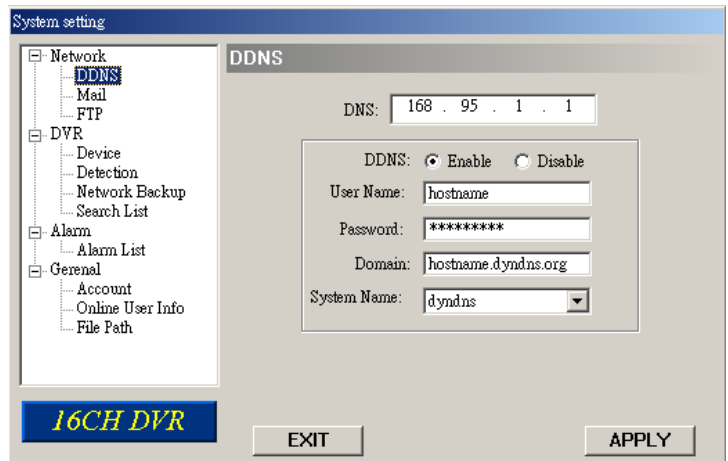 System setting
Network
DDNS
Mail
FTP
DVR
Device
Detection
Network Backup
Search List
Alarm
Alarm List
Gerenal
Account
Online User Info
File Path
16CH DVR
DDNS
DNS: 168 . 95 . 1 . 1
DDNS: Enable Disable
User Name: hostname
Password: *********
Domain: hostname.dyndns.org
System Name: dyndns
EXIT APPLY